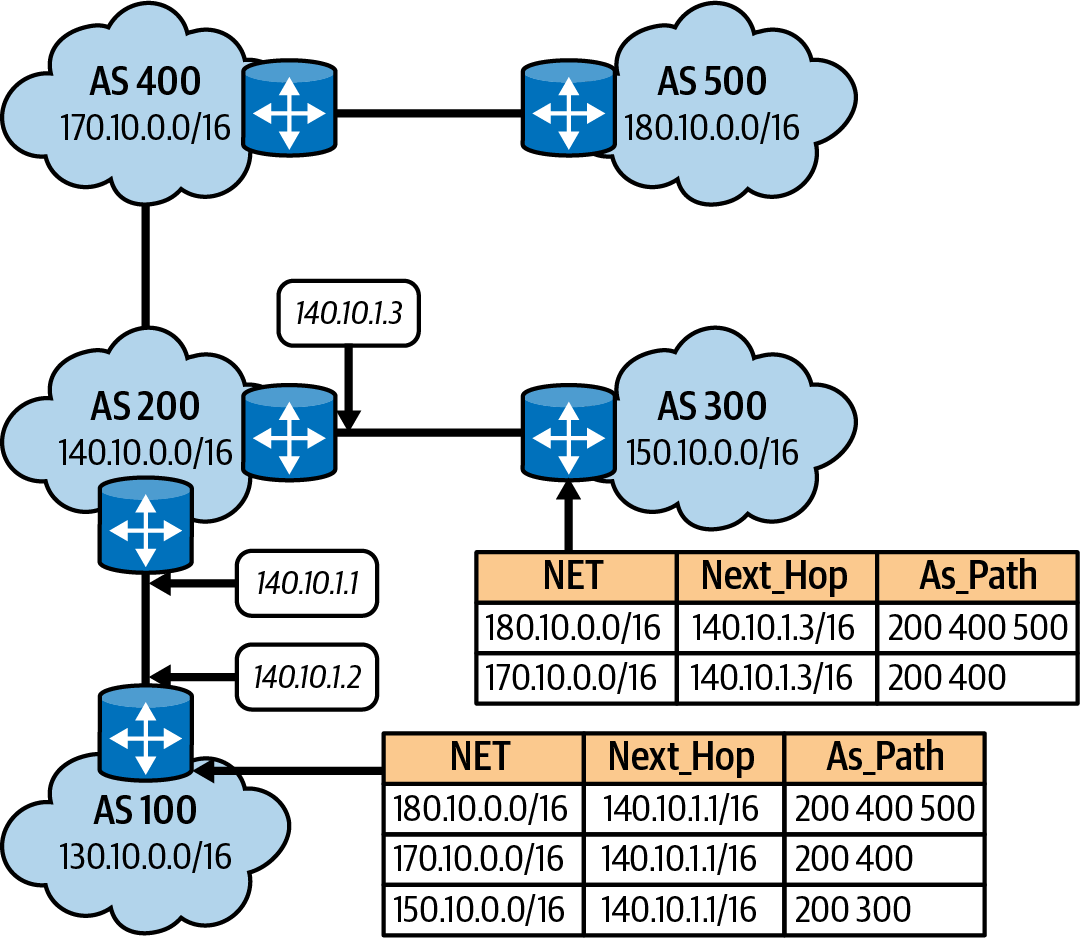 AS 400
170.10.0.0/16
AS 500
180.10.0.0/16
140.10.1.3
AS 200
140.10.0.0/16
AS 300
150.10.0.0/16
140.10.1.1
140.10.1.2
NET Next_Hop As_Path
180.10.0.0/16 140.10.1.3/16 200 400 500
170.10.0.0/16 140.10.1.3/16 200 400
AS 100
130.10.0.0/16
NET Next_Hop As_Path
180.10.0.0/16 140.10.1.1/16 200 400 500
170.10.0.0/16 140.10.1.1/16 200 400
150.10.0.0/16 140.10.1.1/16 200 300